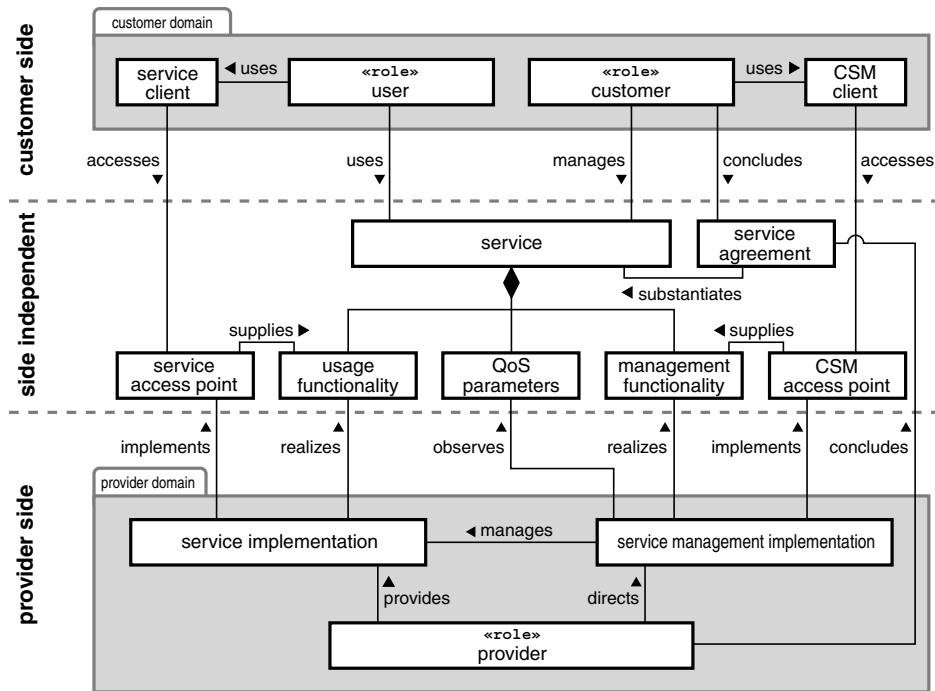 customer domain
customer side
service
client
uses
«role»
user
«role»
customer
uses
CSM
client
accesses
uses
manages
concludes
accesses
side independent
service
service
agreement
substantiates
supplies
supplies
service
access point
usage
functionality
QoS
parameters
management
functionality
CSM
access point
implements
realizes
observes
realizes
implements
concludes
provider side
provider domain
service implementation
manages
service management implementation
provides
directs
«role»
provider